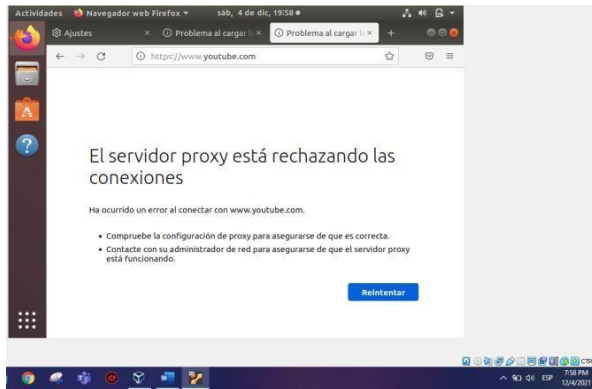 Actividades Navegador web Firefox sáb, 4 de dic, 19:58
Ajustes Problema al cargar l Problema al cargar l
https://www.youtube.com
El servidor proxy está rechazando las
conexiones
Ha ocurrido un error al conectar con www.youtube.com.
Compruebe la configuración de proxy para asegurarse de que es correcta.
Contacte con su administrador de red para asegurarse de que el servidor proxy
está funcionando.
Reintentar
CTR
ESP 7:58 PM
12/4/2021